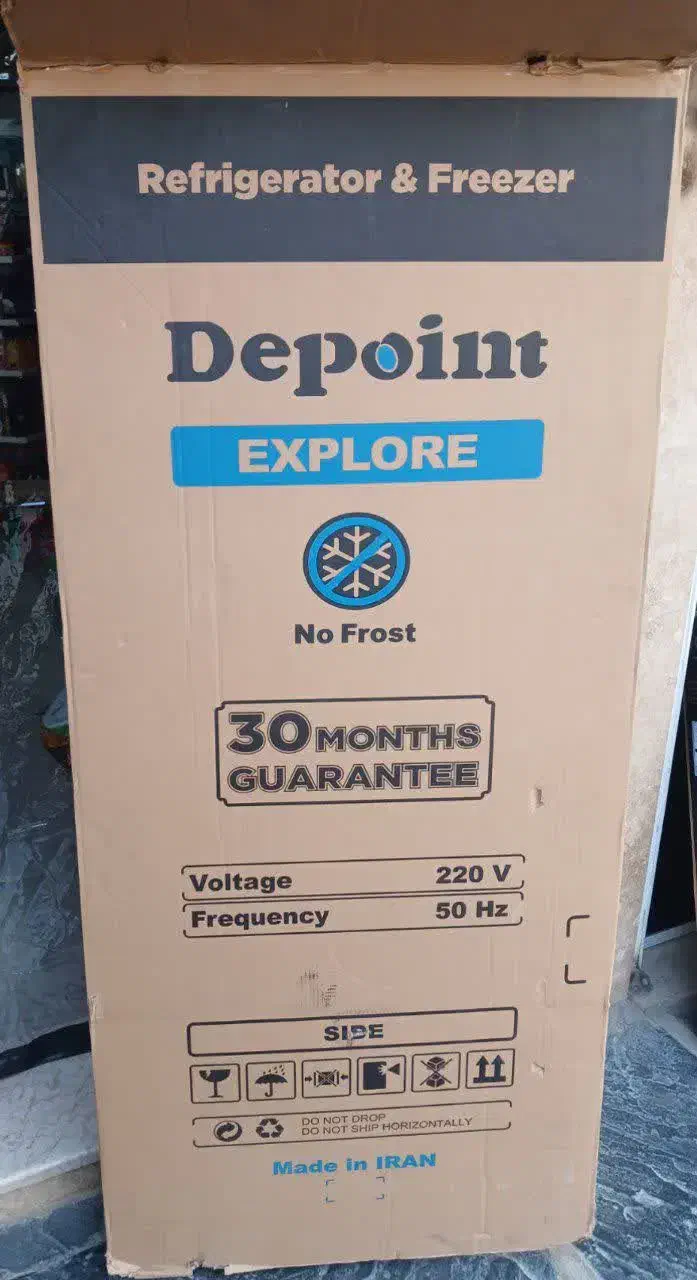 Refrigerator & Freezer
Depoint
EXPLORE
No Frost
30 MONTHS
GUARANTEE
Voltage 220 V
Frequency 50 Hz
SIDE
DO NOT DROP
DO NOT SHIP HORIZONTALLY
Made in IRAN